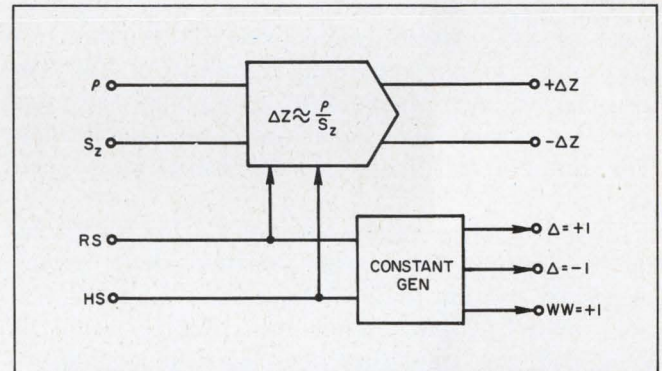 ρ
S_z
ΔZ≈ρ/S_z
+ΔZ
-ΔZ
RS
HS
CONSTANT
GEN
Δ=+1
Δ=-1
WW=+1